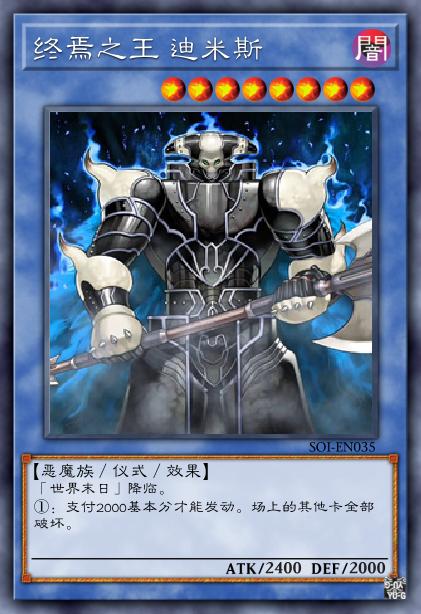 终焉之王 迪米斯
闇
SOI-EN035
【恶魔族／仪式／效果】
「世界末日」降临。
①：支付2000基本分才能发动。场上的其他卡全部
破坏。
ATK/2400 DEF/2000